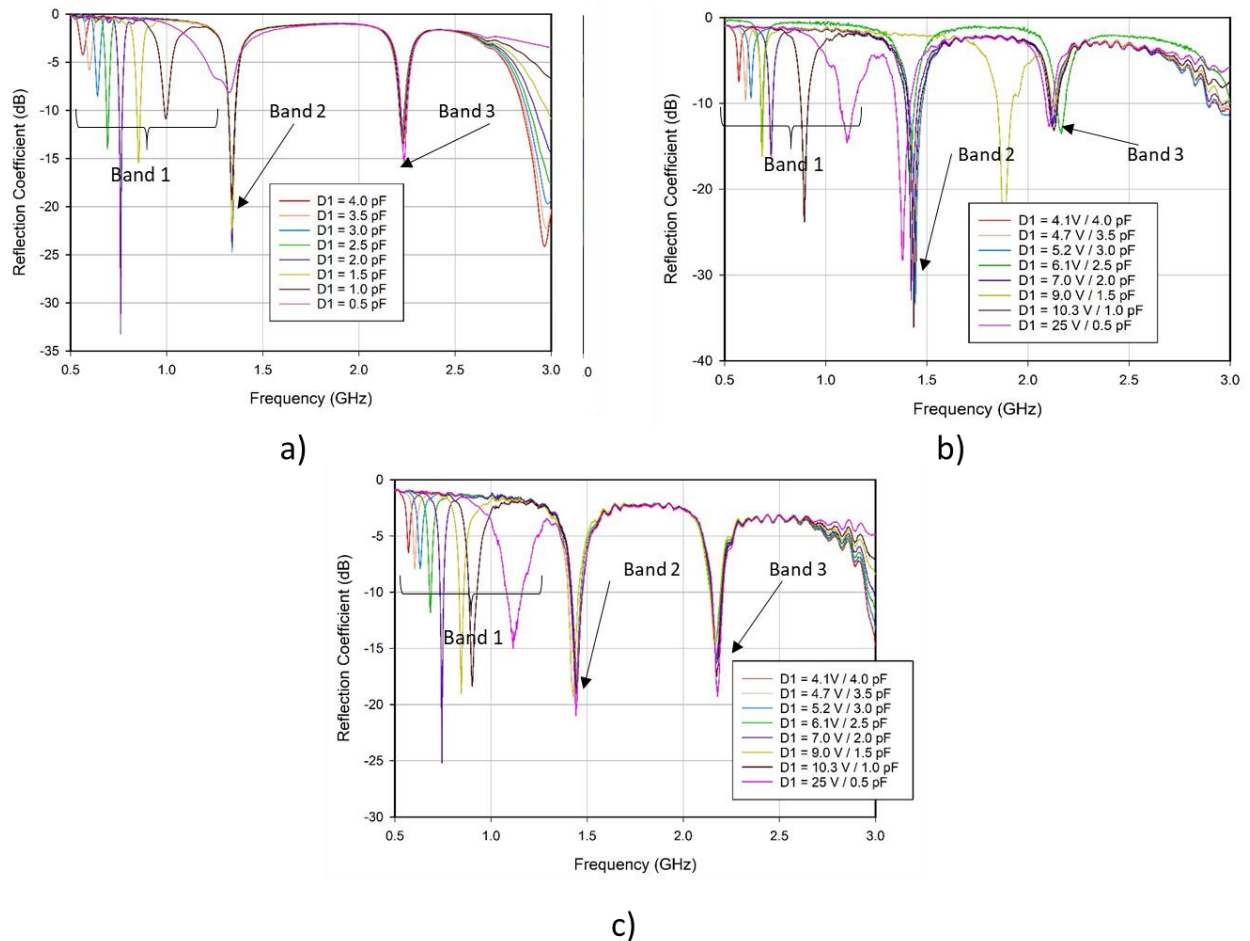 0
-5
-10
-15
-20
-25
-30
-35
Reflection Coefficient (dB)
Band 1
Band 2
Band 3
D1 = 4.0 pF
D1 = 3.5 pF
D1 = 3.0 pF
D1 = 2.5 pF
D1 = 2.0 pF
D1 = 1.5 pF
D1 = 1.0 pF
D1 = 0.5 pF
0.5 1.0 1.5 2.0 2.5 3.0
Frequency (GHz)
.0
a)
0
-10
-20
-30
-40
Reflection Coefficient (dB)
Band 1
Band 2
Band 3
D1 = 4.1V / 4.0 pF
D1 = 4.7 V / 3.5 pF
D1 = 5.2 V / 3.0 pF
D1 = 6.1V / 2.5 pF
D1 = 7.0 V / 2.0 pF
D1 = 9.0 V / 1.5 pF
D1 = 10.3 V / 1.0 pF
D1 = 25 V / 0.5 pF
0.5 1.0 1.5 2.0 2.5 3.0
Frequency (GHz)
b)
0
-5
-10
-15
-20
-25
-30
Reflection Coefficient (dB)
Band 1
Band 2
Band 3
D1 = 4.1V / 4.0 pF
D1 = 4.7 V / 3.5 pF
D1 = 5.2 V / 3.0 pF
D1 = 6.1V / 2.5 pF
D1 = 7.0 V / 2.0 pF
D1 = 9.0 V / 1.5 pF
D1 = 10.3 V / 1.0 pF
D1 = 25 V / 0.5 pF
0.5 1.0 1.5 2.0 2.5 3.0
Frequency (GHz)
c)